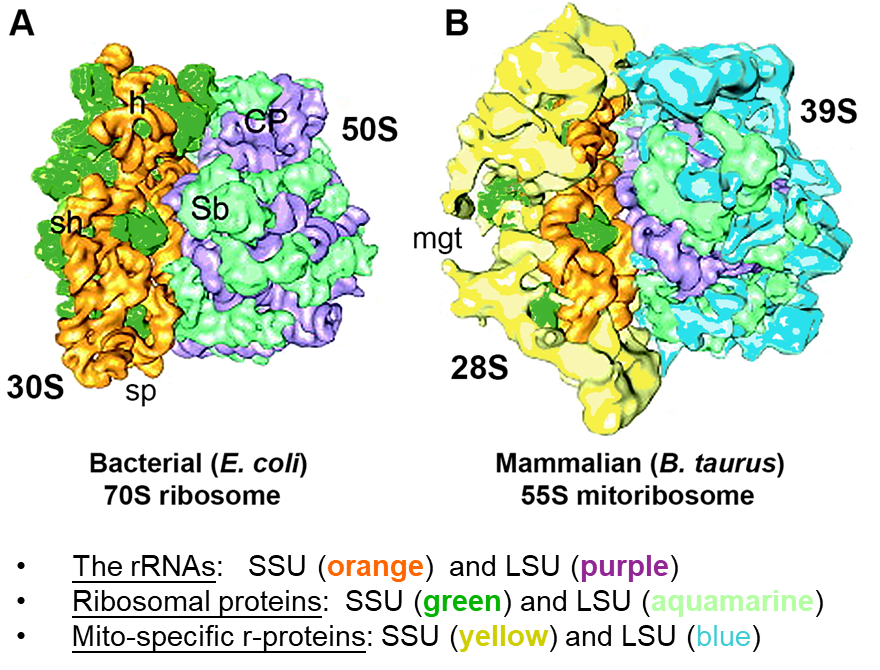 A
B
h
CP
50S
39S
Sb
sh
mgt
28S
30S
sp
Bacterial (E. coli)
70S ribosome
Mammalian (B. taurus)
55S mitoribosome
• The rRNAs: SSU (orange) and LSU (purple)
• Ribosomal proteins: SSU (green) and LSU (aquamarine)
• Mito-specific r-proteins: SSU (yellow) and LSU (blue)